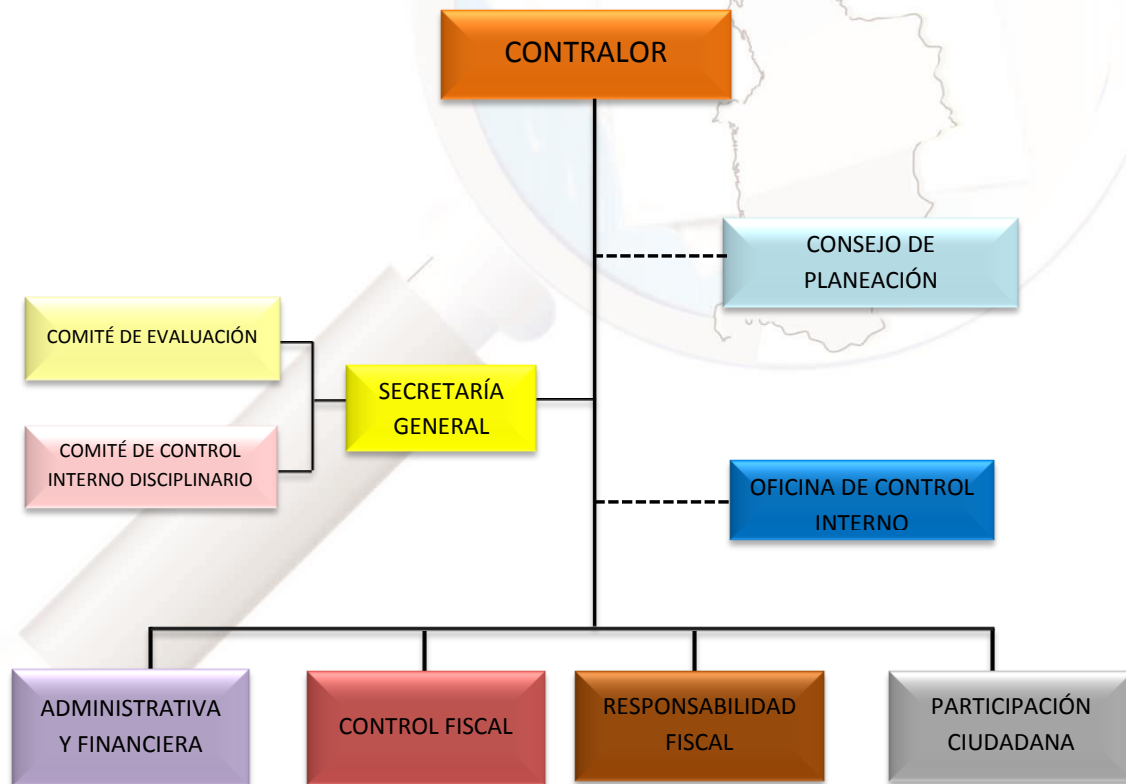 CONTRALOR
CONSEJO DE
PLANEACIÓN
COMITÉ DE EVALUACIÓN
SECRETARÍA
GENERAL
COMITÉ DE CONTROL
INTERNO DISCIPLINARIO
OFICINA DE CONTROL
INTERNO
ADMINISTRATIVA
Y FINANCIERA
CONTROL FISCAL
RESPONSABILIDAD
FISCAL
PARTICIPACIÓN
CIUDADANA